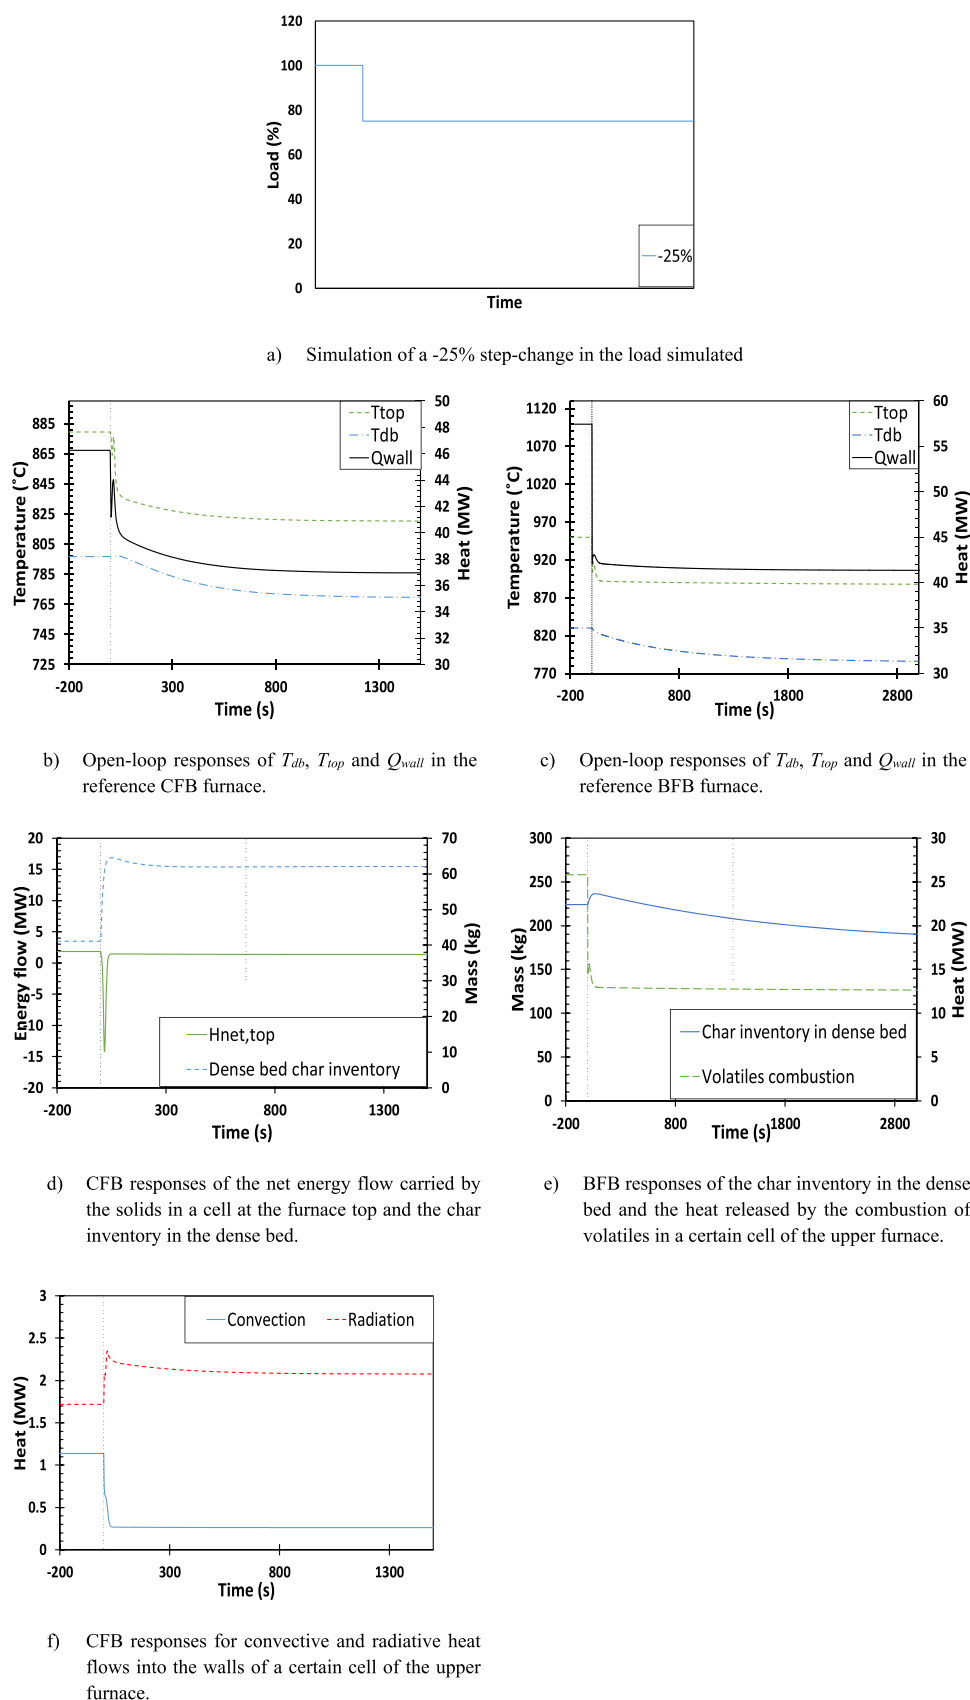 120
100
80
60
40
20
0
Load (%)
Time
-25%
a) Simulation of a -25% step-change in the load simulated
885
865
845
825
805
785
765
745
725
Temperature (˚C)
50
48
46
44
42
40
38
36
34
32
30
Heat (MW)
Ttop
Tdb
Qwall
-200 300 800 1300
Time (s)
b) Open-loop responses of Tdb, Ttop and Qwall in the
reference CFB furnace.
1120
1070
1020
970
920
870
820
770
Temperature (˚C)
60
55
50
45
40
35
30
Heat (MW)
Ttop
Tdb
Qwall
-200 800 1800 2800
Time (s)
c) Open-loop responses of Tdb, Ttop and Qwall in the
reference BFB furnace.
20
15
10
5
0
-5
-10
-15
-20
Energy flow (MW)
70
60
50
40
30
20
10
0
Mass (kg)
Hnet,top
Dense bed char inventory
-200 300 800 1300
Time (s)
d) CFB responses of the net energy flow carried by
the solids in a cell at the furnace top and the char
inventory in the dense bed.
300
250
200
150
100
50
0
Mass (kg)
30
25
20
15
10
5
0
Heat (MW)
Char inventory in dense bed
Volatiles combustion
-200 800 1800 2800
Time (s)
e) BFB responses of the char inventory in the dense
bed and the heat released by the combustion of
volatiles in a certain cell of the upper furnace.
3
2.5
2
1.5
1
0.5
0
Heat (MW)
Convection Radiation
-200 300 800 1300
Time (s)
f) CFB responses for convective and radiative heat
flows into the walls of a certain cell of the upper
furnace.